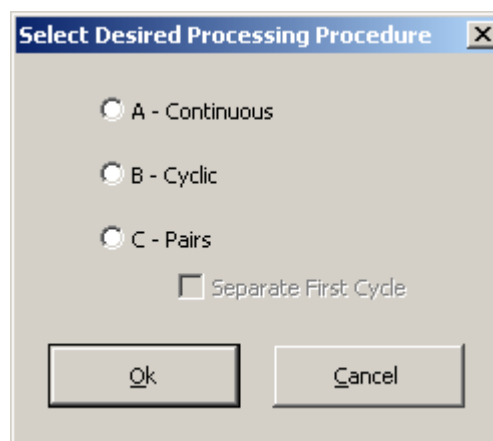 Select Desired Processing Procedure
A - Continuous
B - Cyclic
C - Pairs
Separate First Cycle
Ok
Cancel